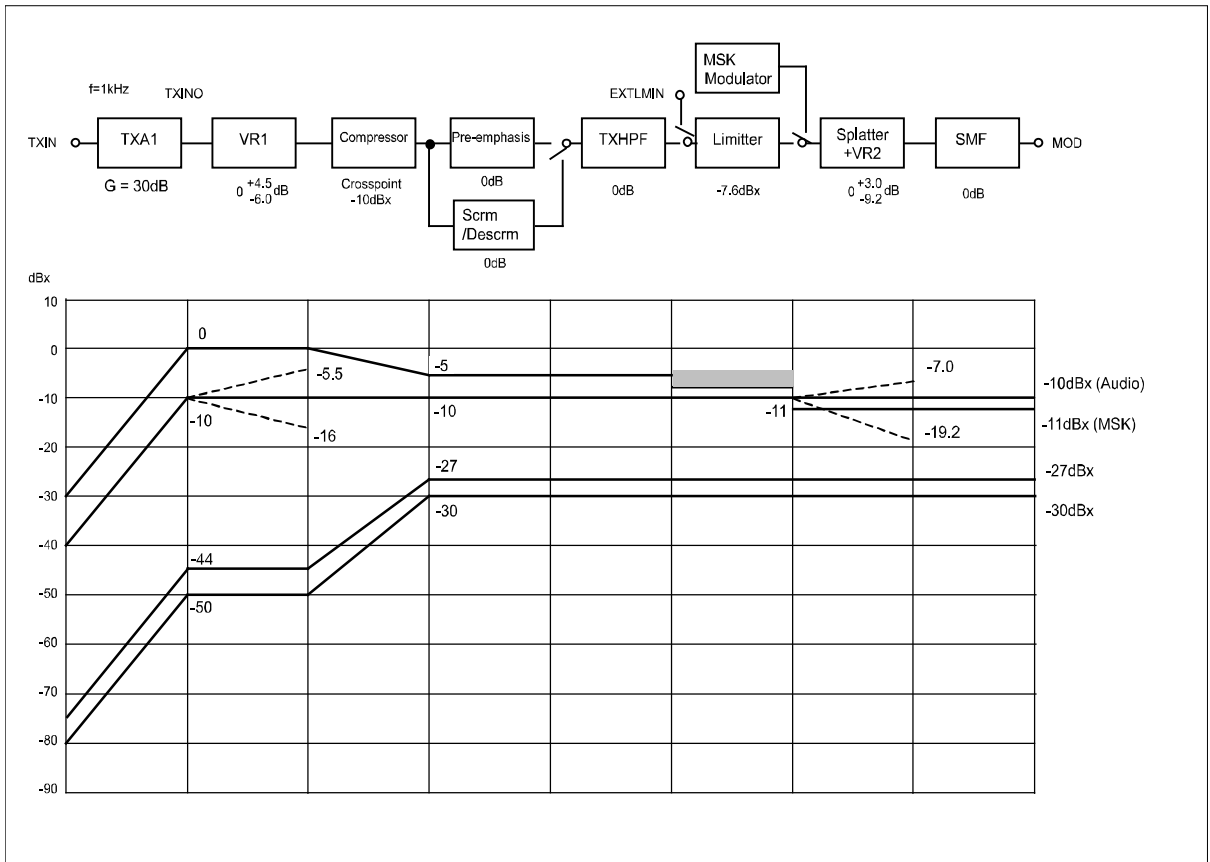 MSK
Modulator
f=1kHz
TXINO
EXTLMIN
TXIN
TXA1
VR1
Compressor
Pre-emphasis
TXHPF
Limitter
Splatter
+VR2
SMF
MOD
G = 30dB
0 +4.5 -6.0 dB
Crosspoint
-10dBx
0dB
0dB
-7.6dBx
0 +3.0 -9.2 dB
0dB
Scrm
/Descrm
0dB
dBx
10
0
-10
-20
-30
-40
-50
-60
-70
-80
-90
0
-5
-5.5
-7.0
-10
-10
-11
-16
-19.2
-27
-30
-44
-50
-10dBx (Audio)
-11dBx (MSK)
-27dBx
-30dBx